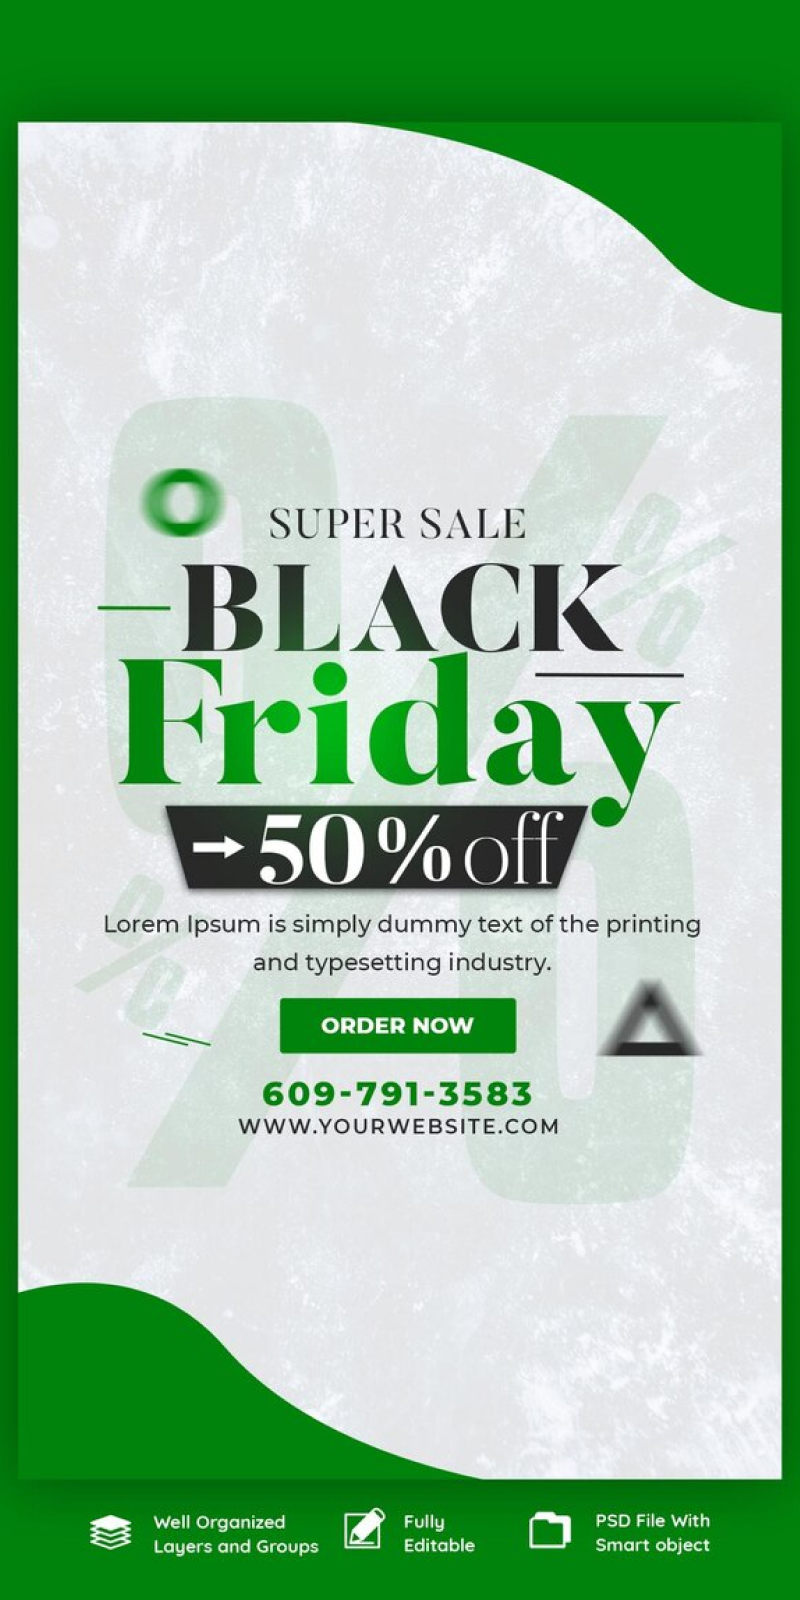 SUPER SALE
BLACK
Friday
50% off
Lorem Ipsum is simply dummy text of the printing
and typesetting industry.
ORDER NOW
609-791-3583
WWW.YOURWEBSITE.COM
Well Organized
Layers and Groups
Fully
Editable
PSD File With
Smart object